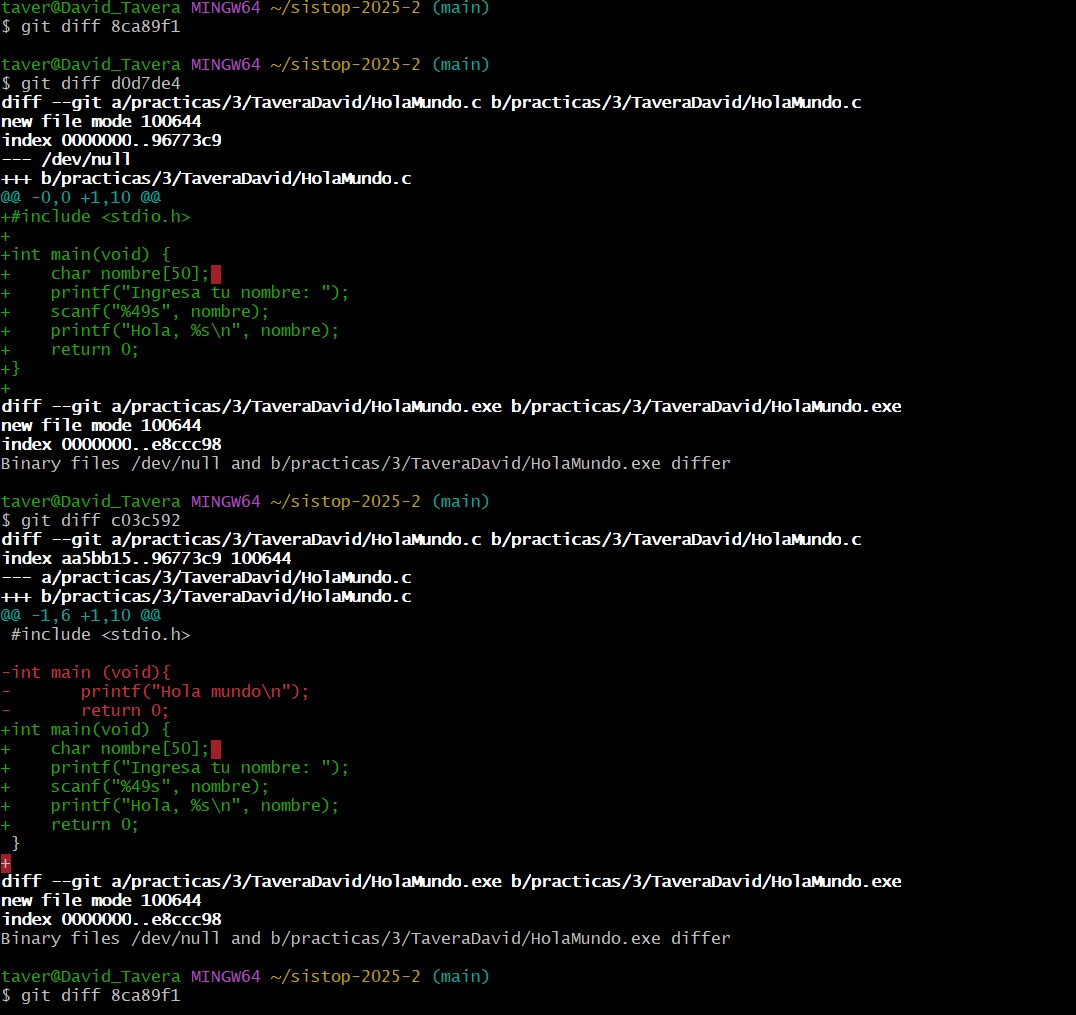 taver@David_Tavera MINGW64 ~/sistop-2025-2 (main)
$ git diff 8ca89f1

taver@David_Tavera MINGW64 ~/sistop-2025-2 (main)
$ git diff d0d7de4
diff --git a/practicas/3/TaveraDavid/HolaMundo.c b/practicas/3/TaveraDavid/HolaMundo.c
new file mode 100644
index 0000000..96773c9
--- /dev/null
+++ b/practicas/3/TaveraDavid/HolaMundo.c
@@ -0,0 +1,10 @@
+#include <stdio.h>
+
+int main(void) {
+    char nombre[50];
+    printf("Ingresa tu nombre: ");
+    scanf("%49s", nombre);
+    printf("Hola, %s\n", nombre);
+    return 0;
+}
+
diff --git a/practicas/3/TaveraDavid/HolaMundo.exe b/practicas/3/TaveraDavid/HolaMundo.exe
new file mode 100644
index 0000000..e8ccc98
Binary files /dev/null and b/practicas/3/TaveraDavid/HolaMundo.exe differ

taver@David_Tavera MINGW64 ~/sistop-2025-2 (main)
$ git diff c03c592
diff --git a/practicas/3/TaveraDavid/HolaMundo.c b/practicas/3/TaveraDavid/HolaMundo.c
index aa5bb15..96773c9 100644
--- a/practicas/3/TaveraDavid/HolaMundo.c
+++ b/practicas/3/TaveraDavid/HolaMundo.c
@@ -1,6 +1,10 @@
 #include <stdio.h>

-int main (void){
-       printf("Hola mundo\n");
-       return 0;
+int main(void) {
+    char nombre[50];
+    printf("Ingresa tu nombre: ");
+    scanf("%49s", nombre);
+    printf("Hola, %s\n", nombre);
+    return 0;
 }
+
diff --git a/practicas/3/TaveraDavid/HolaMundo.exe b/practicas/3/TaveraDavid/HolaMundo.exe
new file mode 100644
index 0000000..e8ccc98
Binary files /dev/null and b/practicas/3/TaveraDavid/HolaMundo.exe differ

taver@David_Tavera MINGW64 ~/sistop-2025-2 (main)
$ git diff 8ca89f1